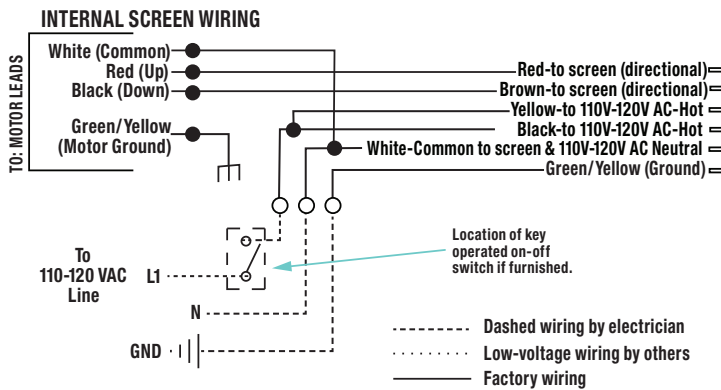 INTERNAL SCREEN WIRING
TO: MOTOR LEADS
White (Common)
Red (Up)
Black (Down)
Green/Yellow
(Motor Ground)
Red-to screen (directional)
Brown-to screen (directional)
Yellow-to 110V-120V AC-Hot
Black-to 110V-120V AC-Hot
White-Common to screen & 110V-120V AC Neutral
Green/Yellow (Ground)
To
110-120 VAC
Line
L1
N
GND
Location of key
operated on-off
switch if furnished.
Dashed wiring by electrician
Low-voltage wiring by others
Factory wiring